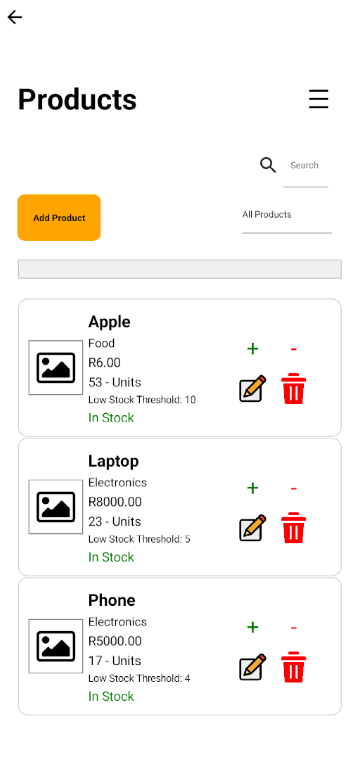 Products
Search
Add Product
All Products
Apple
Food
R6.00
53 - Units
Low Stock Threshold: 10
In Stock
+ -
Laptop
Electronics
R8000.00
23 - Units
Low Stock Threshold: 5
In Stock
+ -
Phone
Electronics
R5000.00
17 - Units
Low Stock Threshold: 4
In Stock
+ -